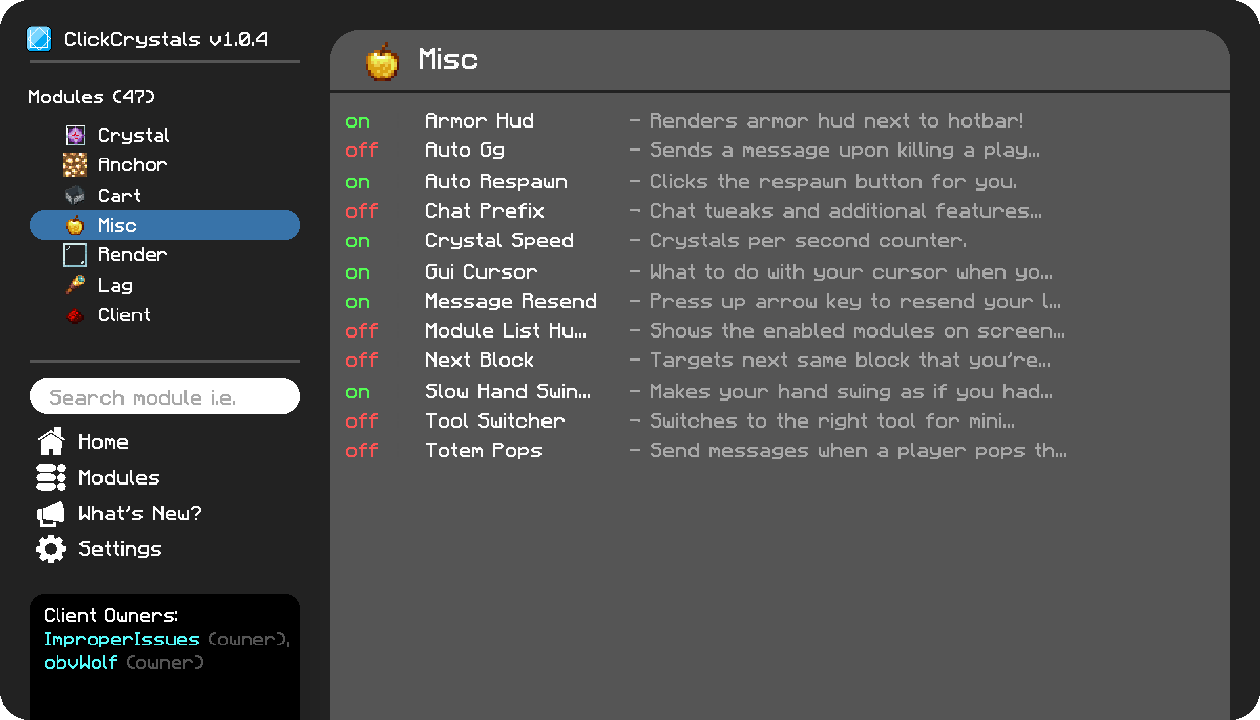 ClickCrystals v1.0.4
Modules (47)
Crystal
Anchor
Cart
Misc
Render
Lag
Client
Search module i.e.
Home
Modules
What's New?
Settings
Client Owners:
ImproperIssues (owner),
obvWolf (owner)
Misc
on Armor Hud - Renders armor hud next to hotbar!
off Auto Gg - Sends a message upon killing a play...
on Auto Respawn - Clicks the respawn button for you.
off Chat Prefix - Chat tweaks and additional features...
on Crystal Speed - Crystals per second counter.
on Gui Cursor - What to do with your cursor when yo...
on Message Resend - Press up arrow key to resend your l...
off Module List Hu... - Shows the enabled modules on screen...
off Next Block - Targets next same block that you're...
on Slow Hand Swin... - Makes your hand swing as if you had...
off Tool Switcher - Switches to the right tool for mini...
off Totem Pops - Send messages when a player pops th...